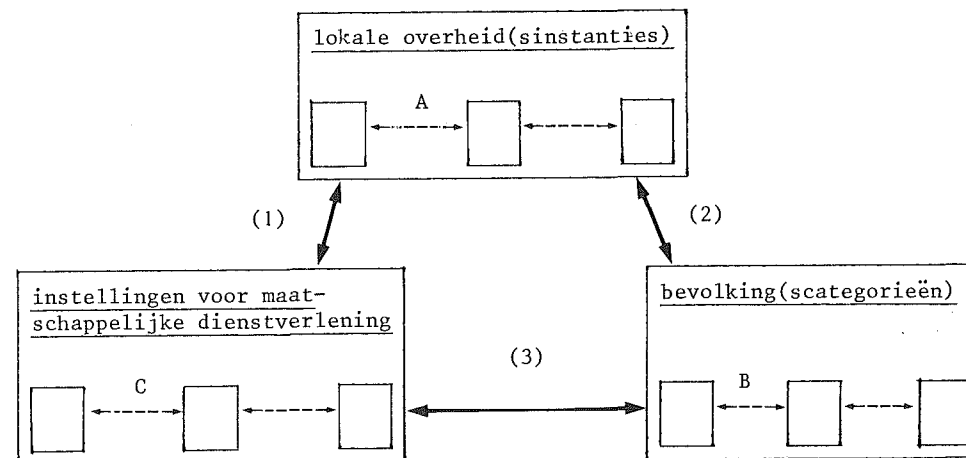 lokale overheid(sinstanties)
A
(1)
(2)
instellingen voor maat-
schappelijke dienstverlening
bevolking(scategorieën)
(3)
C
B